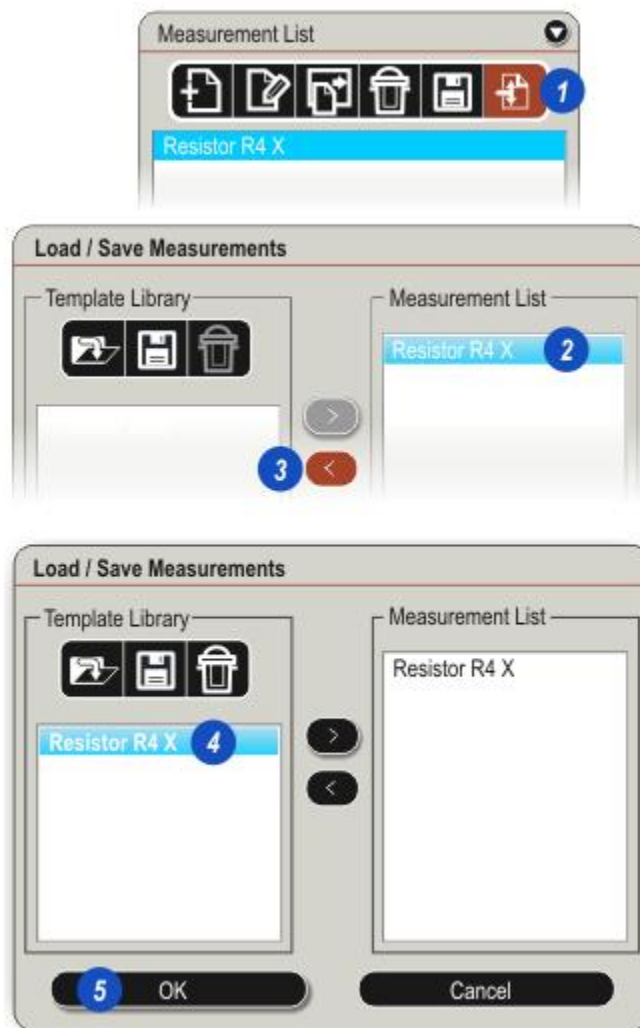 Measurement List
1
Resistor R4 X
Load / Save Measurements
Template Library
Measurement List
Resistor R4 X 2
>
3 <
Load / Save Measurements
Template Library
Measurement List
Resistor R4 X
Resistor R4 X 4
>
<
5 OK
Cancel